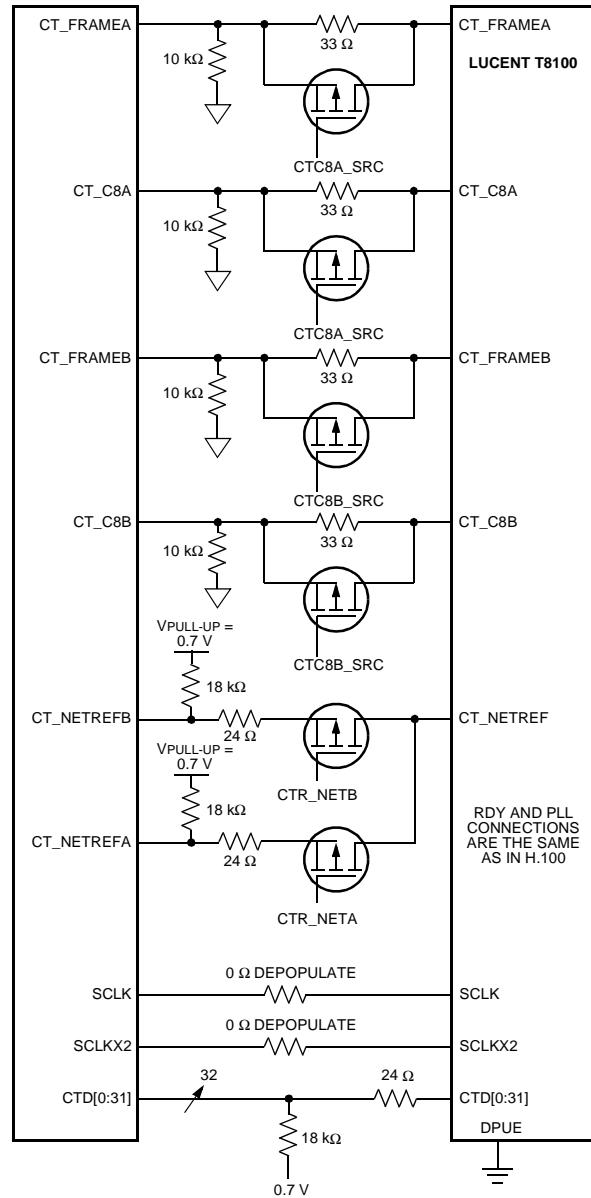 CT_FRAMEA
33 Ω
CT_FRAMEA
10 kΩ
LUCENT T8100
CTC8A_SRC
CT_C8A
33 Ω
CT_C8A
10 kΩ
CTC8A_SRC
CT_FRAMEB
33 Ω
CT_FRAMEB
10 kΩ
CTC8B_SRC
CT_C8B
33 Ω
CT_C8B
10 kΩ
CTC8B_SRC
VPULL-UP =
0.7 V
18 kΩ
CT_NETREFB
24 Ω
CT_NETREF
CTR_NETB
VPULL-UP =
0.7 V
18 kΩ
CT_NETREFA
24 Ω
CTR_NETA
RDY AND PLL
CONNECTIONS
ARE THE SAME
AS IN H.100
0 Ω DEPOPULATE
SCLK
SCLK
0 Ω DEPOPULATE
SCLKX2
SCLKX2
32
24 Ω
CTD[0:31]
CTD[0:31]
DPUE
18 kΩ
0.7 V